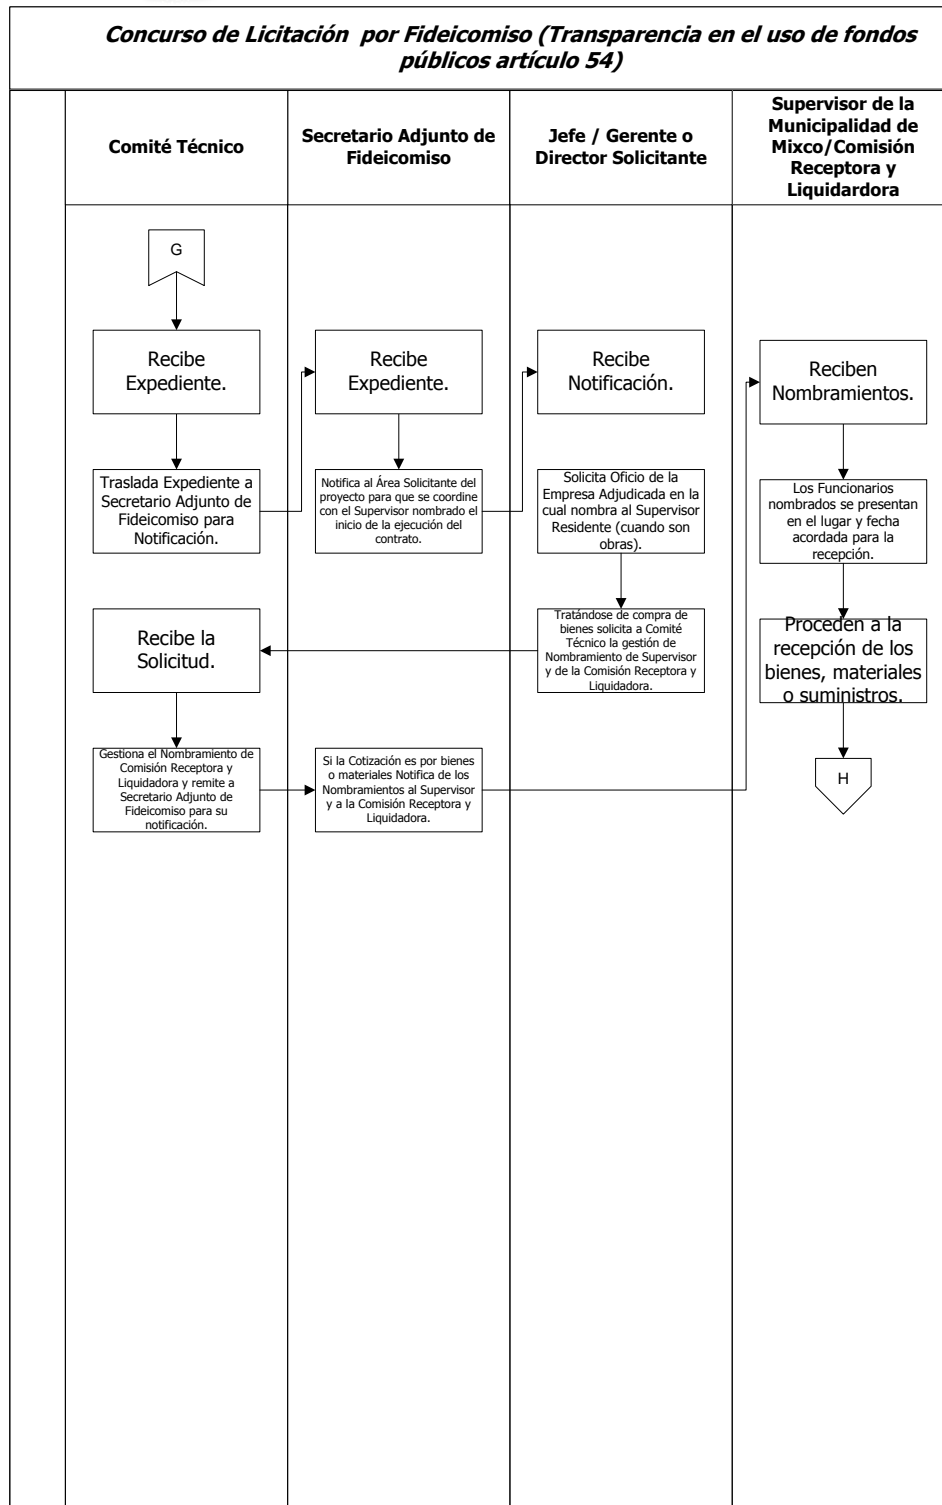 Concurso de Licitación por Fideicomiso (Transparencia en el uso de fondos
públicos artículo 54)
Comité Técnico
Secretario Adjunto de
Fideicomiso
Jefe / Gerente o
Director Solicitante
Supervisor de la
Municipalidad de
Mixco/Comisión
Receptora y
Liquidardora
G
Recibe
Expediente.
Recibe
Expediente.
Recibe
Notificación.
Reciben
Nombramientos.
Traslada Expediente a
Secretario Adjunto de
Fideicomiso para
Notificación.
Notifica al Área Solicitante del
proyecto para que se coordine
con el Supervisor nombrado el
inicio de la ejecución del
contrato.
Solicita Oficio de la
Empresa Adjudicada en la
cual nombra al Supervisor
Residente (cuando son
obras).
Los Funcionarios
nombrados se presentan
en el lugar y fecha
acordada para la
recepción.
Recibe la
Solicitud.
Tratándose de compra de
bienes solicita a Comité
Técnico la gestión de
Nombramiento de Supervisor
y de la Comisión Receptora y
Liquidadora.
Proceden a la
recepción de los
bienes, materiales
o suministros.
Gestiona el Nombramiento de
Comisión Receptora y
Liquidadora y remite a
Secretario Adjunto de
Fideicomiso para su
notificación.
Si la Cotización es por bienes
o materiales Notifica de los
Nombramientos al Supervisor
y a la Comisión Receptora y
Liquidadora.
H